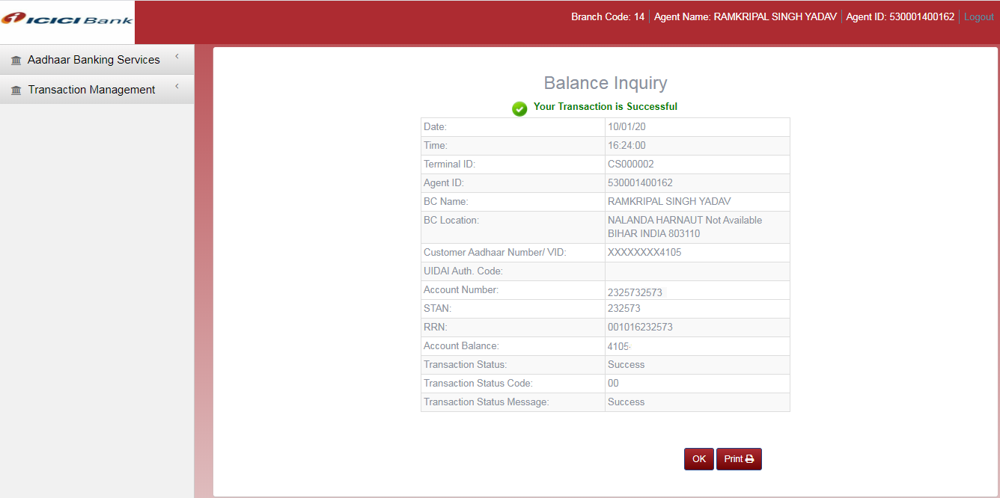 ICICI Bank
Branch Code: 14 Agent Name: RAMKRIPAL SINGH YADAV Agent ID: 530001400162 Logout
Aadhaar Banking Services
Transaction Management
Balance Inquiry
Your Transaction is Successful
Date: 10/01/20
Time: 16:24:00
Terminal ID: CS000002
Agent ID: 530001400162
BC Name: RAMKRIPAL SINGH YADAV
BC Location: NALANDA HARNAUT Not Available
BIHAR INDIA 803110
Customer Aadhaar Number/ VID: XXXXXXXX4105
UIDAI Auth. Code:
Account Number: 2325732573
STAN: 232573
RRN: 001016232573
Account Balance: 4105-
Transaction Status: Success
Transaction Status Code: 00
Transaction Status Message: Success
OK Print